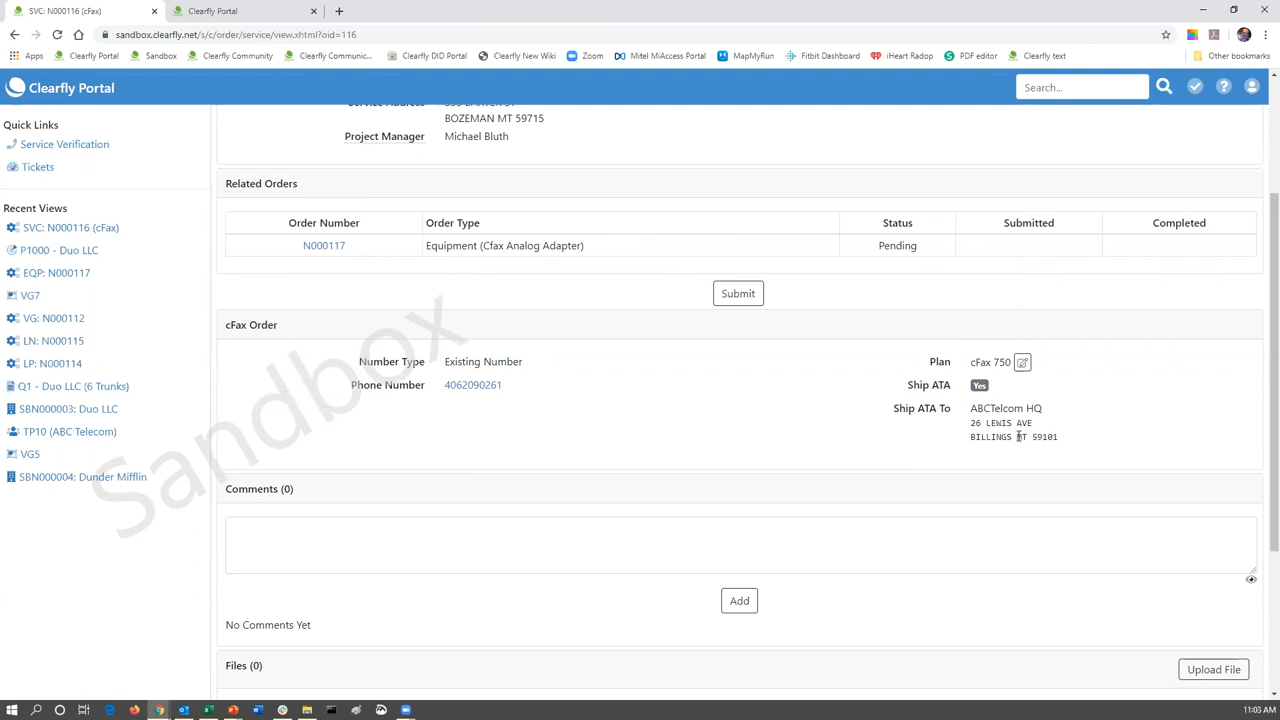 SVC: N000116 (cFax)
Clearfly Portal
sandbox.clearfly.net/s/c/order/service/view.xhtml?oid=116
Apps
Clearfly Portal
Sandbox
Clearfly Community
Clearfly Communic...
Clearfly DID Portal
Clearfly New Wiki
Zoom
Mitel MiAccess Portal
MapMyRun
Fitbit Dashboard
iHeart Radop
PDF editor
Clearfly text
Other bookmarks
Clearfly Portal
Search...
Quick Links
Service Verification
Tickets
Recent Views
SVC: N000116 (cFax)
P1000 - Duo LLC
EQP: N000117
VG7
VG: N000112
LN: N000115
LP: N000114
Q1 - Duo LLC (6 Trunks)
SBN000003: Duo LLC
TP10 (ABC Telecom)
VG5
SBN000004: Dunder Mifflin
BOZEMAN MT 59715
Project Manager Michael Bluth
Related Orders
Order Number Order Type Status Submitted Completed
N000117 Equipment (Cfax Analog Adapter) Pending
Submit
cFax Order
Number Type Existing Number
Phone Number 4062090261
Plan cFax 750
Ship ATA Yes
Ship ATA To ABCTelcom HQ
26 LEWIS AVE
BILLINGS MT 59101
Sandbox
Comments (0)
Add
No Comments Yet
Files (0)
Upload File
11:03 AM